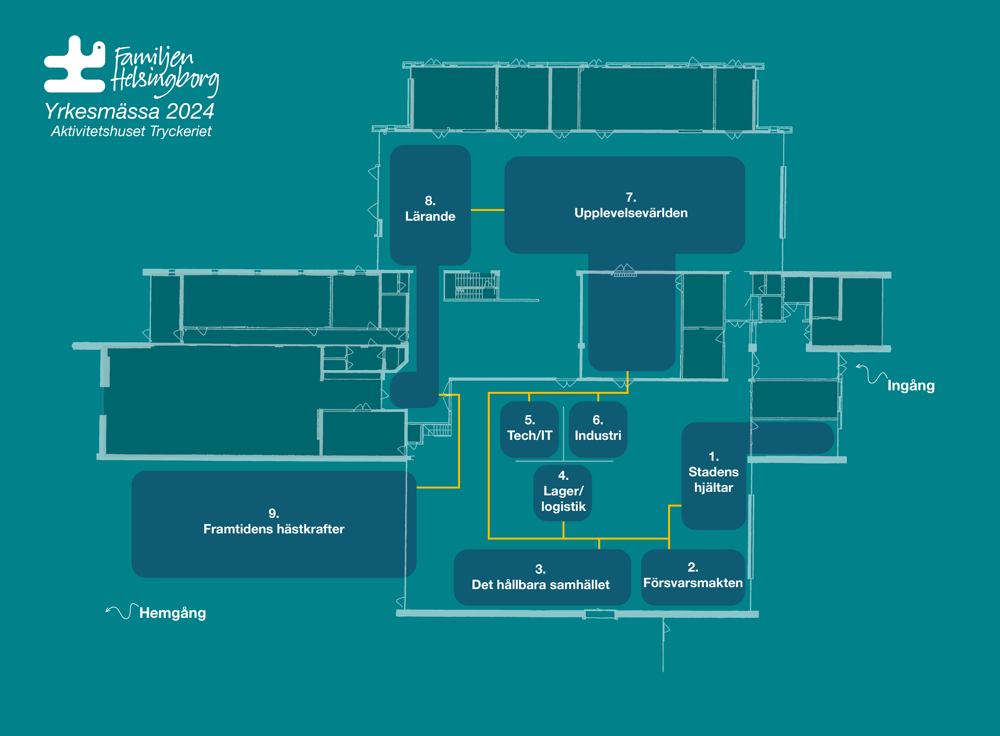 Familjen
Helsingborg
Yrkesmässa 2024
Aktivitetshuset Tryckeriet
8.
Lärande
7.
Upplevelsevärlden
Ingång
5.
Tech/IT
6.
Industri
1.
Stadens
hjältar
4.
Lager/
logistik
9.
Framtidens hästkrafter
3.
Det hållbara samhället
2.
Försvarsmakten
Hemgång